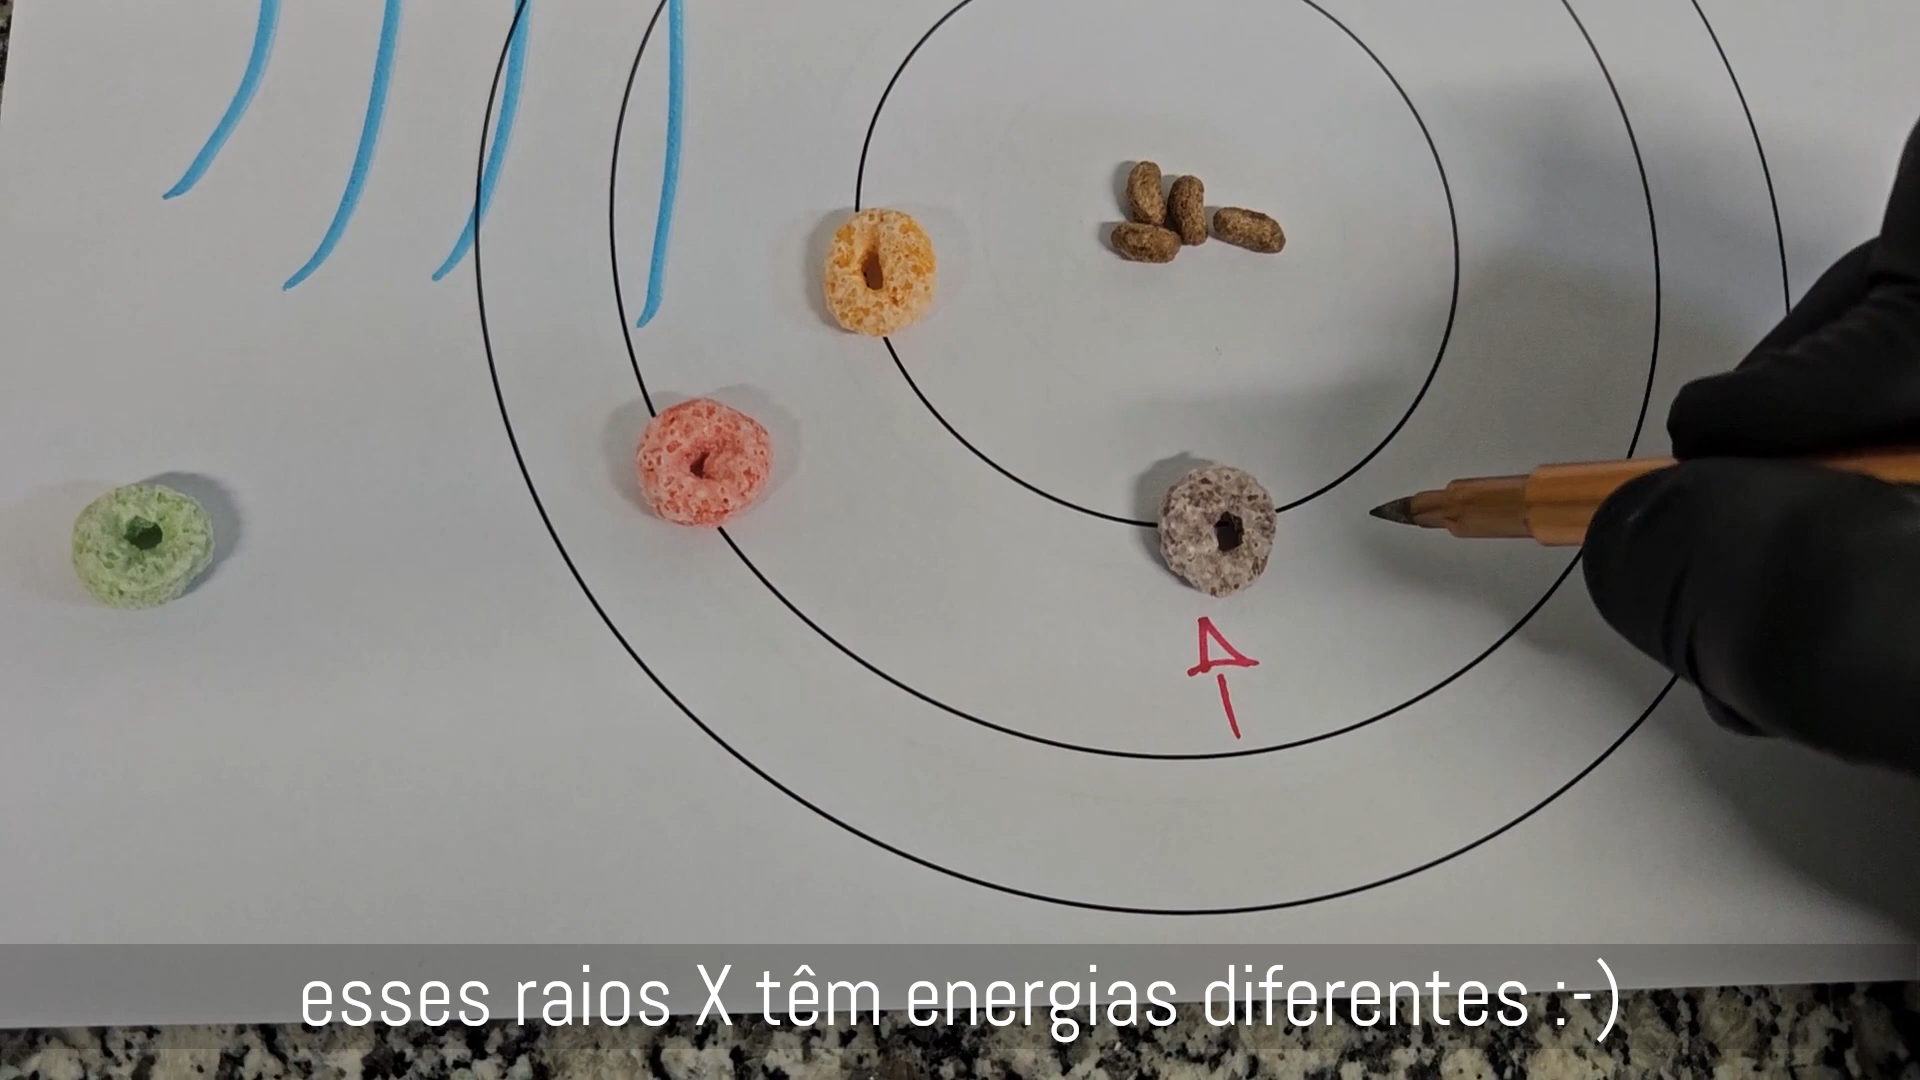 esses raios X têm energias diferentes :-)